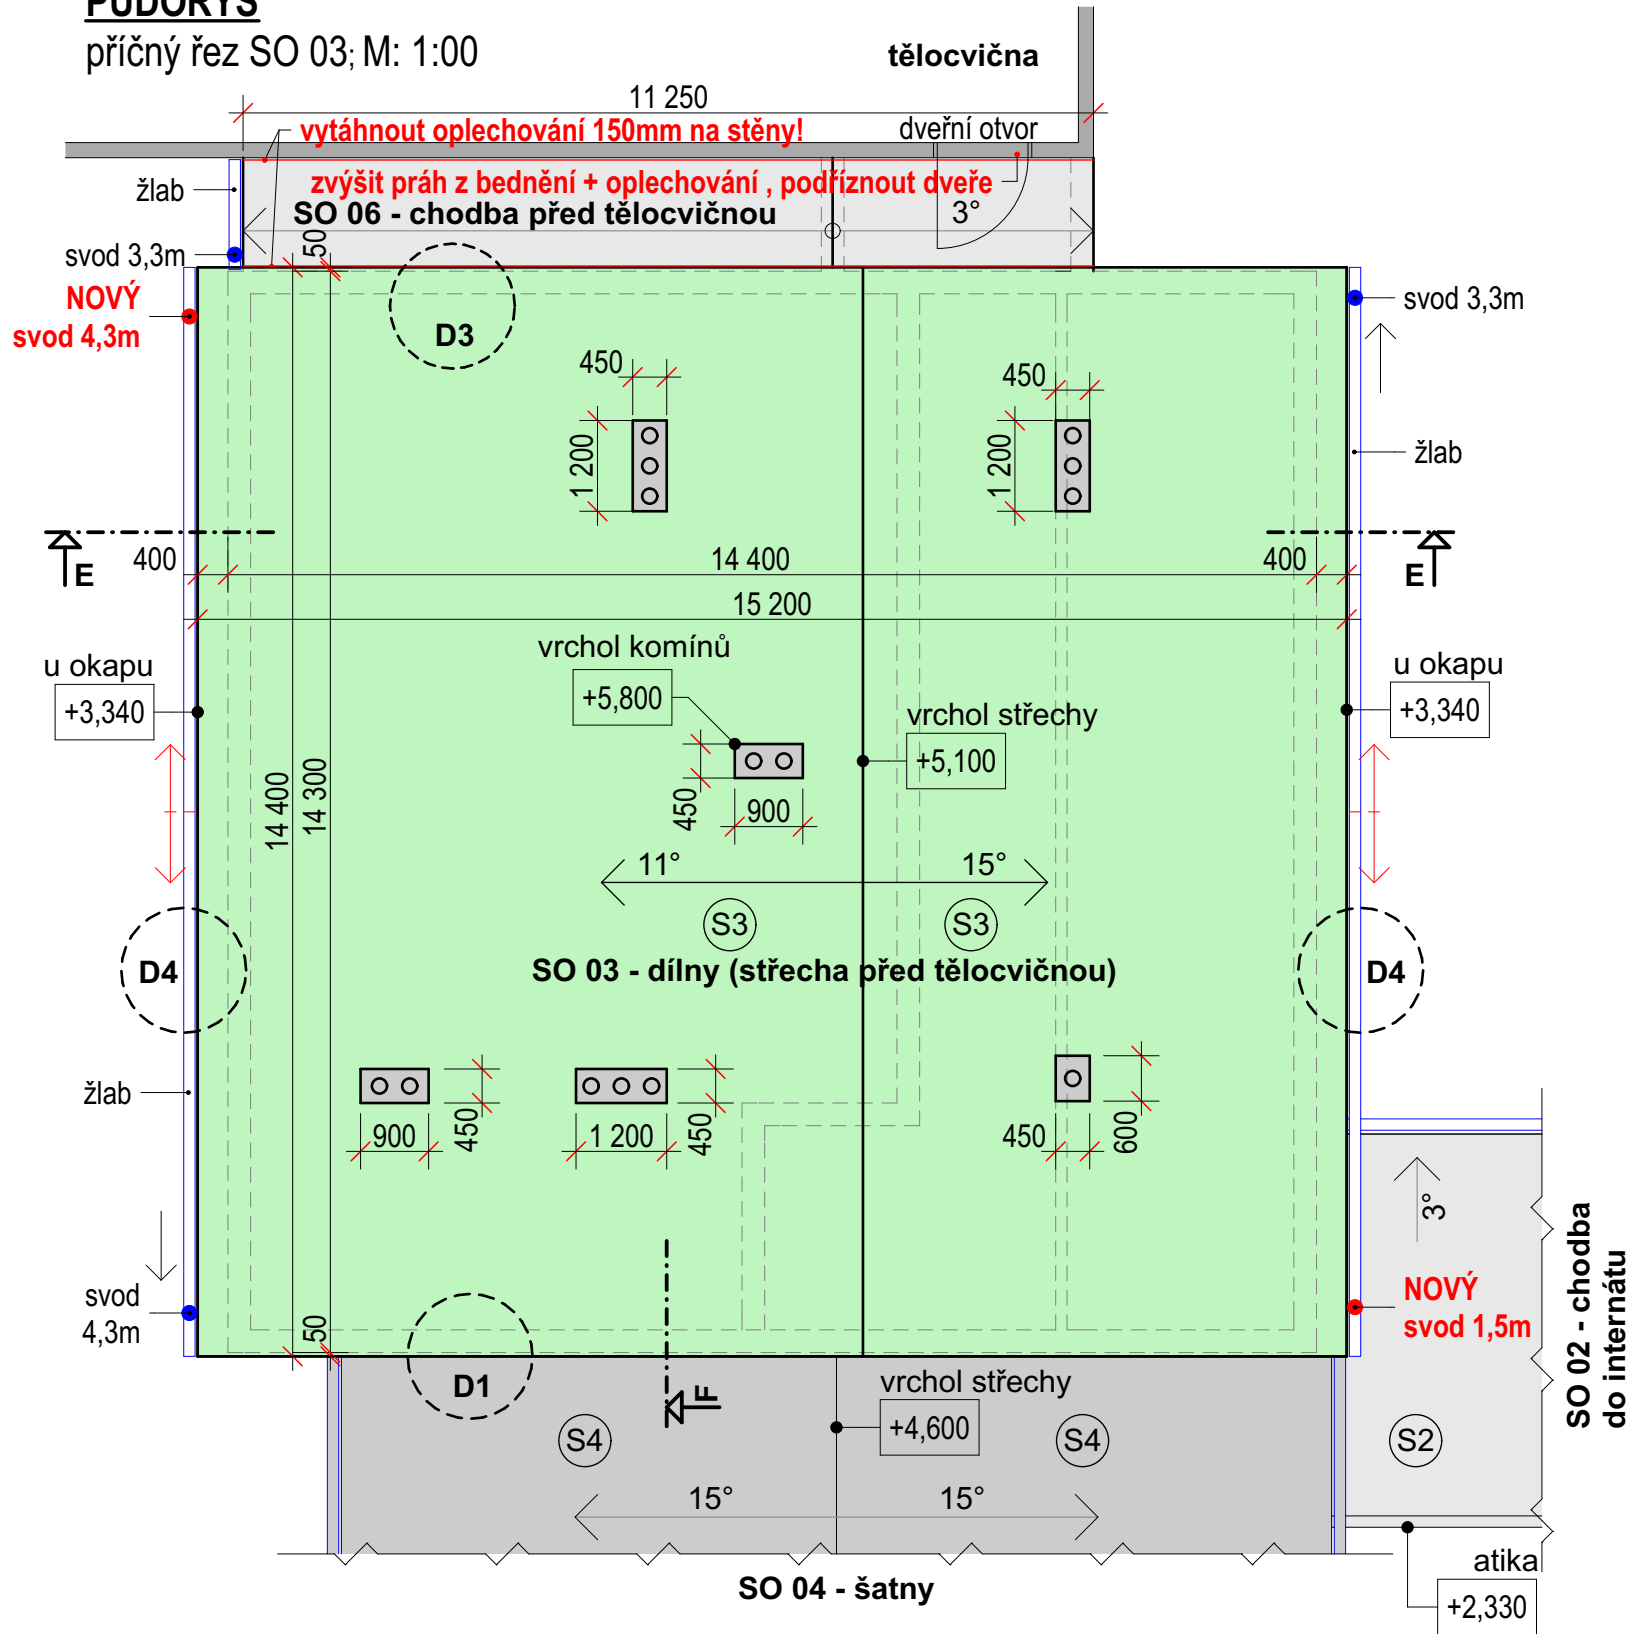 PŮDORYS
příčný řez SO 03; M: 1:00
tělocvična
11 250
vytáhnout oplechování 150mm na stěny!
dveřní otvor
žlab
zvýšit práh z bednění + oplechování , podříznout dveře
SO 06 - chodba před tělocvičnou
3°
svod 3,3m
50
NOVÝ
svod 4,3m
svod 3,3m
D3
450
450
1 200
1 200
žlab
E
400
14 400
400
E
15 200
vrchol komínů
+5,800
u okapu
+3,340
u okapu
+3,340
vrchol střechy
+5,100
14 400
14 300
450
900
11°
15°
S3
S3
SO 03 - dílny (střecha před tělocvičnou)
D4
D4
žlab
900
450
1 200
450
450
600
3°
svod
4,3m
50
NOVÝ
svod 1,5m
SO 02 - chodba
do internátu
D1
F
vrchol střechy
+4,600
S4
S4
S2
15°
15°
atika
+2,330
SO 04 - šatny